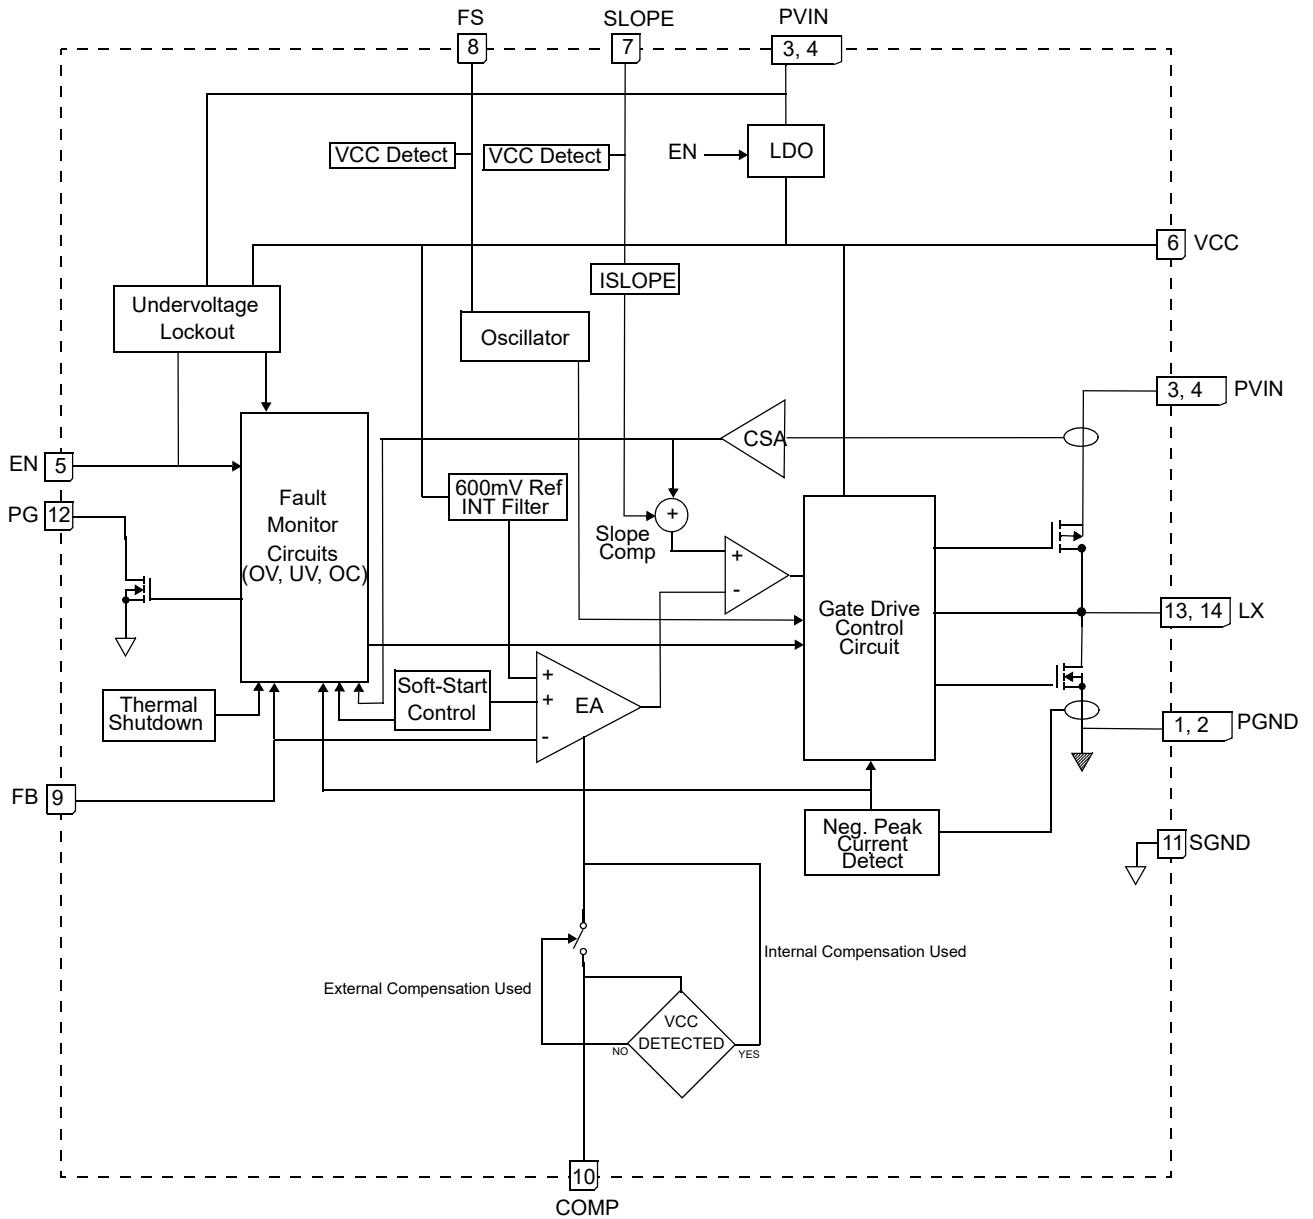 FS
SLOPE
PVIN
8
7
3, 4
VCC Detect
VCC Detect
EN
LDO
6
VCC
ISLOPE
Undervoltage
Lockout
Oscillator
3, 4
PVIN
CSA
EN
5
600mV Ref
INT Filter
PG
12
Fault
Monitor
Circuits
(OV, UV, OC)
+
Slope
Comp
+
-
Gate Drive
Control
Circuit
13, 14
LX
Thermal
Shutdown
Soft-Start
Control
+
+
-
EA
1, 2
PGND
FB
9
Neg. Peak
Current
Detect
11
SGND
Internal Compensation Used
External Compensation Used
VCC
DETECTED
NO
YES
10
COMP